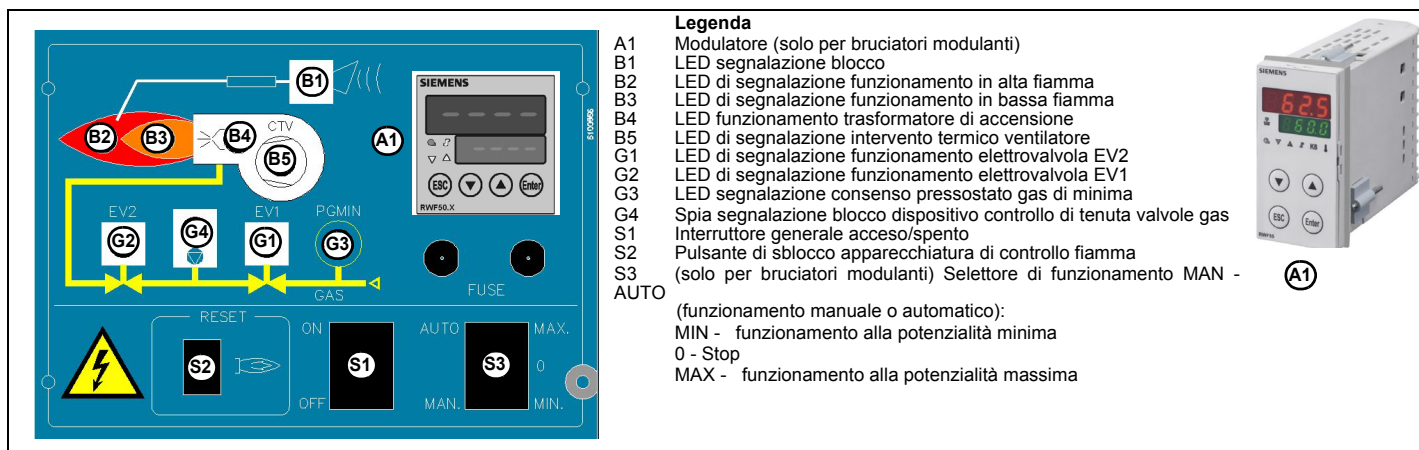 B1
SIEMENS
CTV
B2
B3
B4
B5
A1
5100956
ESC
Enter
RWF50.X
EV2
G4
EV1
PGMIN
G2
G1
G3
GAS
FUSE
RESET
ON
AUTO
MAX.
S2
S1
S3
0
OFF
MAN.
MIN.
Legenda
A1 Modulatore (solo per bruciatori modulanti)
B1 LED segnalazione blocco
B2 LED di segnalazione funzionamento in alta fiamma
B3 LED di segnalazione funzionamento in bassa fiamma
B4 LED funzionamento trasformatore di accensione
B5 LED di segnalazione intervento termico ventilatore
G1 LED di segnalazione funzionamento elettrovalvola EV2
G2 LED di segnalazione funzionamento elettrovalvola EV1
G3 LED segnalazione consenso pressostato gas di minima
G4 Spia segnalazione blocco dispositivo controllo di tenuta valvole gas
S1 Interruttore generale acceso/spento
S2 Pulsante di sblocco apparecchiatura di controllo fiamma
S3 (solo per bruciatori modulanti) Selettore di funzionamento MAN -
AUTO
(funzionamento manuale o automatico):
MIN - funzionamento alla potenzialità minima
0 - Stop
MAX - funzionamento alla potenzialità massima
SIEMENS
62.5
60.0
K6
ESC
Enter
RWF50
A1